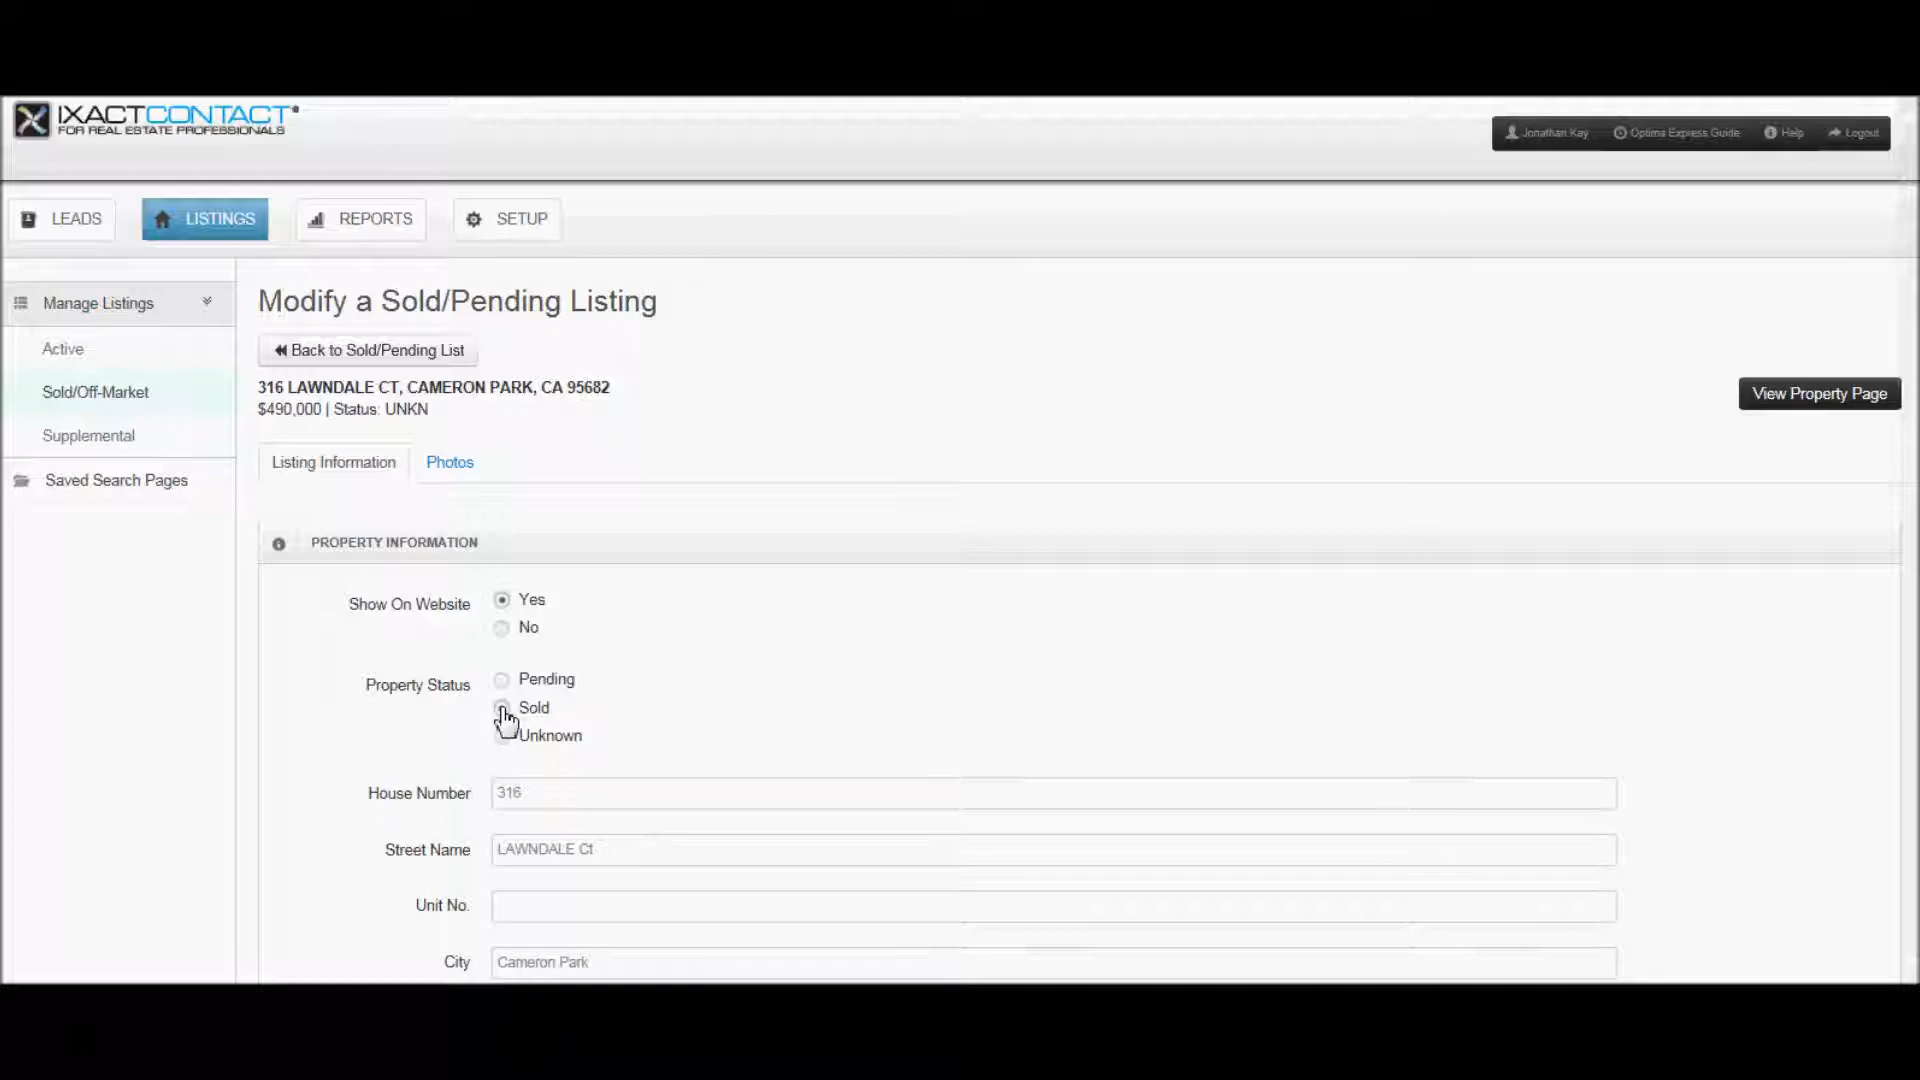 IXACTCONTACT®
FOR REAL ESTATE PROFESSIONALS
Jonathan Kay Optima Express Guide Help Logout
LEADS LISTINGS REPORTS SETUP
Manage Listings
Active
Sold/Off-Market
Supplemental
Saved Search Pages
Modify a Sold/Pending Listing
Back to Sold/Pending List
316 LAWNDALE CT, CAMERON PARK, CA 95682
$490,000 | Status: UNKN
View Property Page
Listing Information Photos
PROPERTY INFORMATION
Show On Website Yes
No
Property Status Pending
Sold
Unknown
House Number 316
Street Name LAWNDALE Ct
Unit No.
City Cameron Park